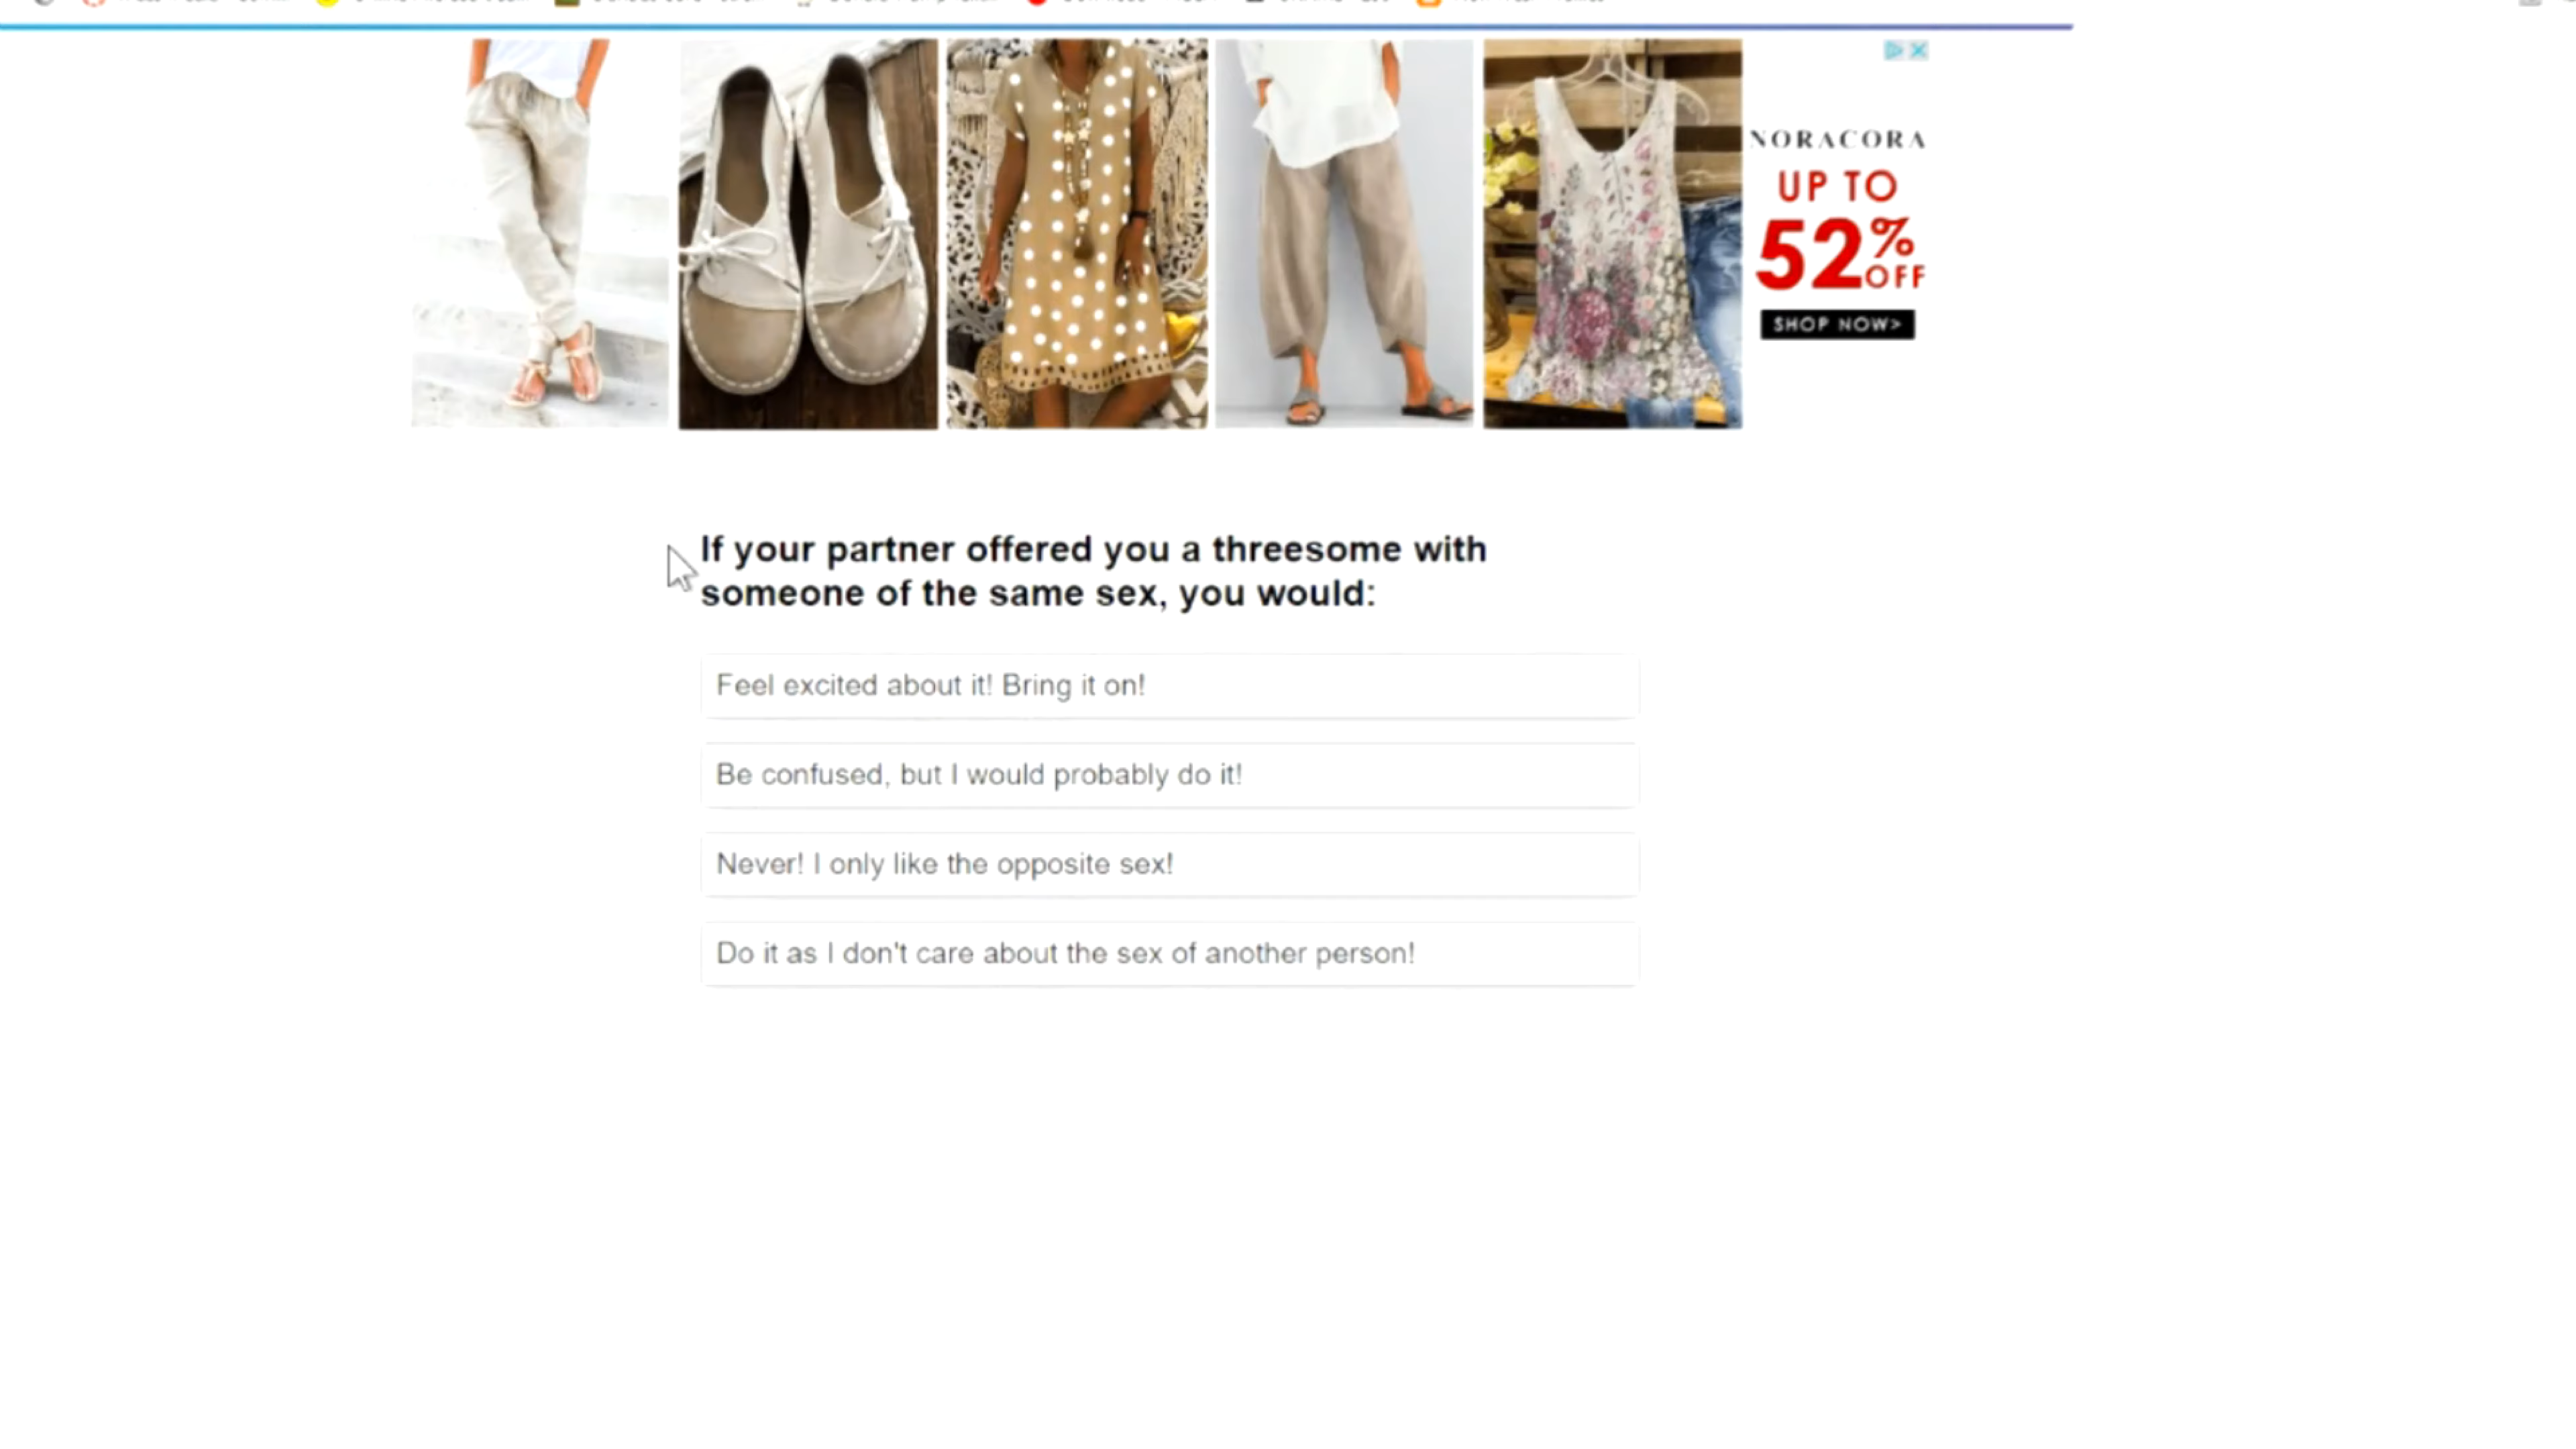 NORACORA
UP TO
52%
OFF
SHOP NOW>
If your partner offered you a threesome with
someone of the same sex, you would:
Feel excited about it! Bring it on!
Be confused, but I would probably do it!
Never! I only like the opposite sex!
Do it as I don't care about the sex of another person!